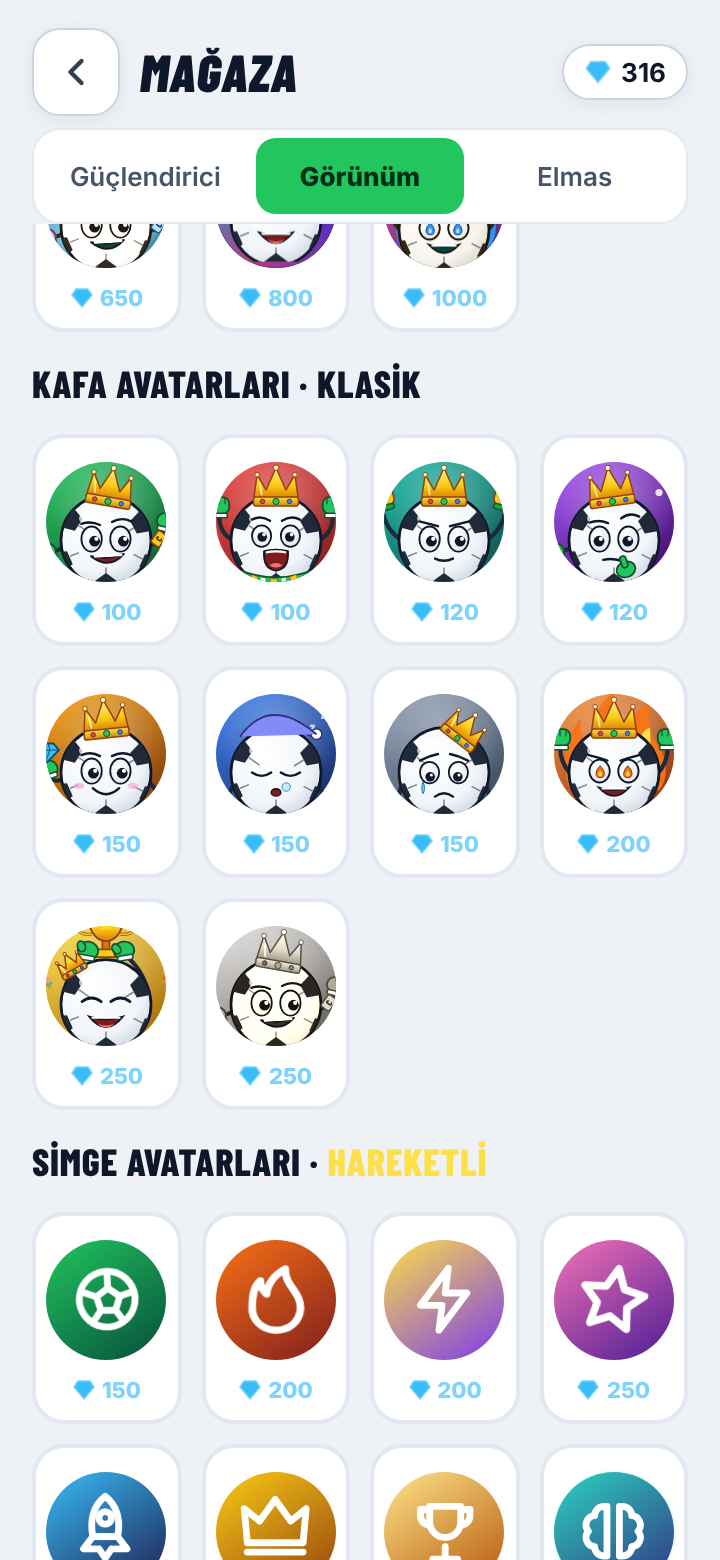 MAĞAZA
316
Güçlendirici Görünüm Elmas
650 800 1000
KAFA AVATARLARI · KLASİK
100 100 120 120
150 150 150 200
250 250
SİMGE AVATARLARI · HAREKETLİ
150 200 200 250